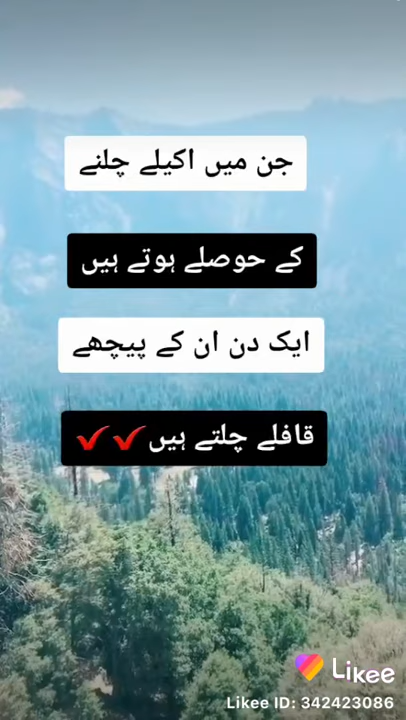 جن میں اکیلے چلنے
کے حوصلے ہوتے ہیں
ایک دن ان کے پیچھے
قافلے چلتے ہیں✔✔
Likee
Likee ID: 342423086